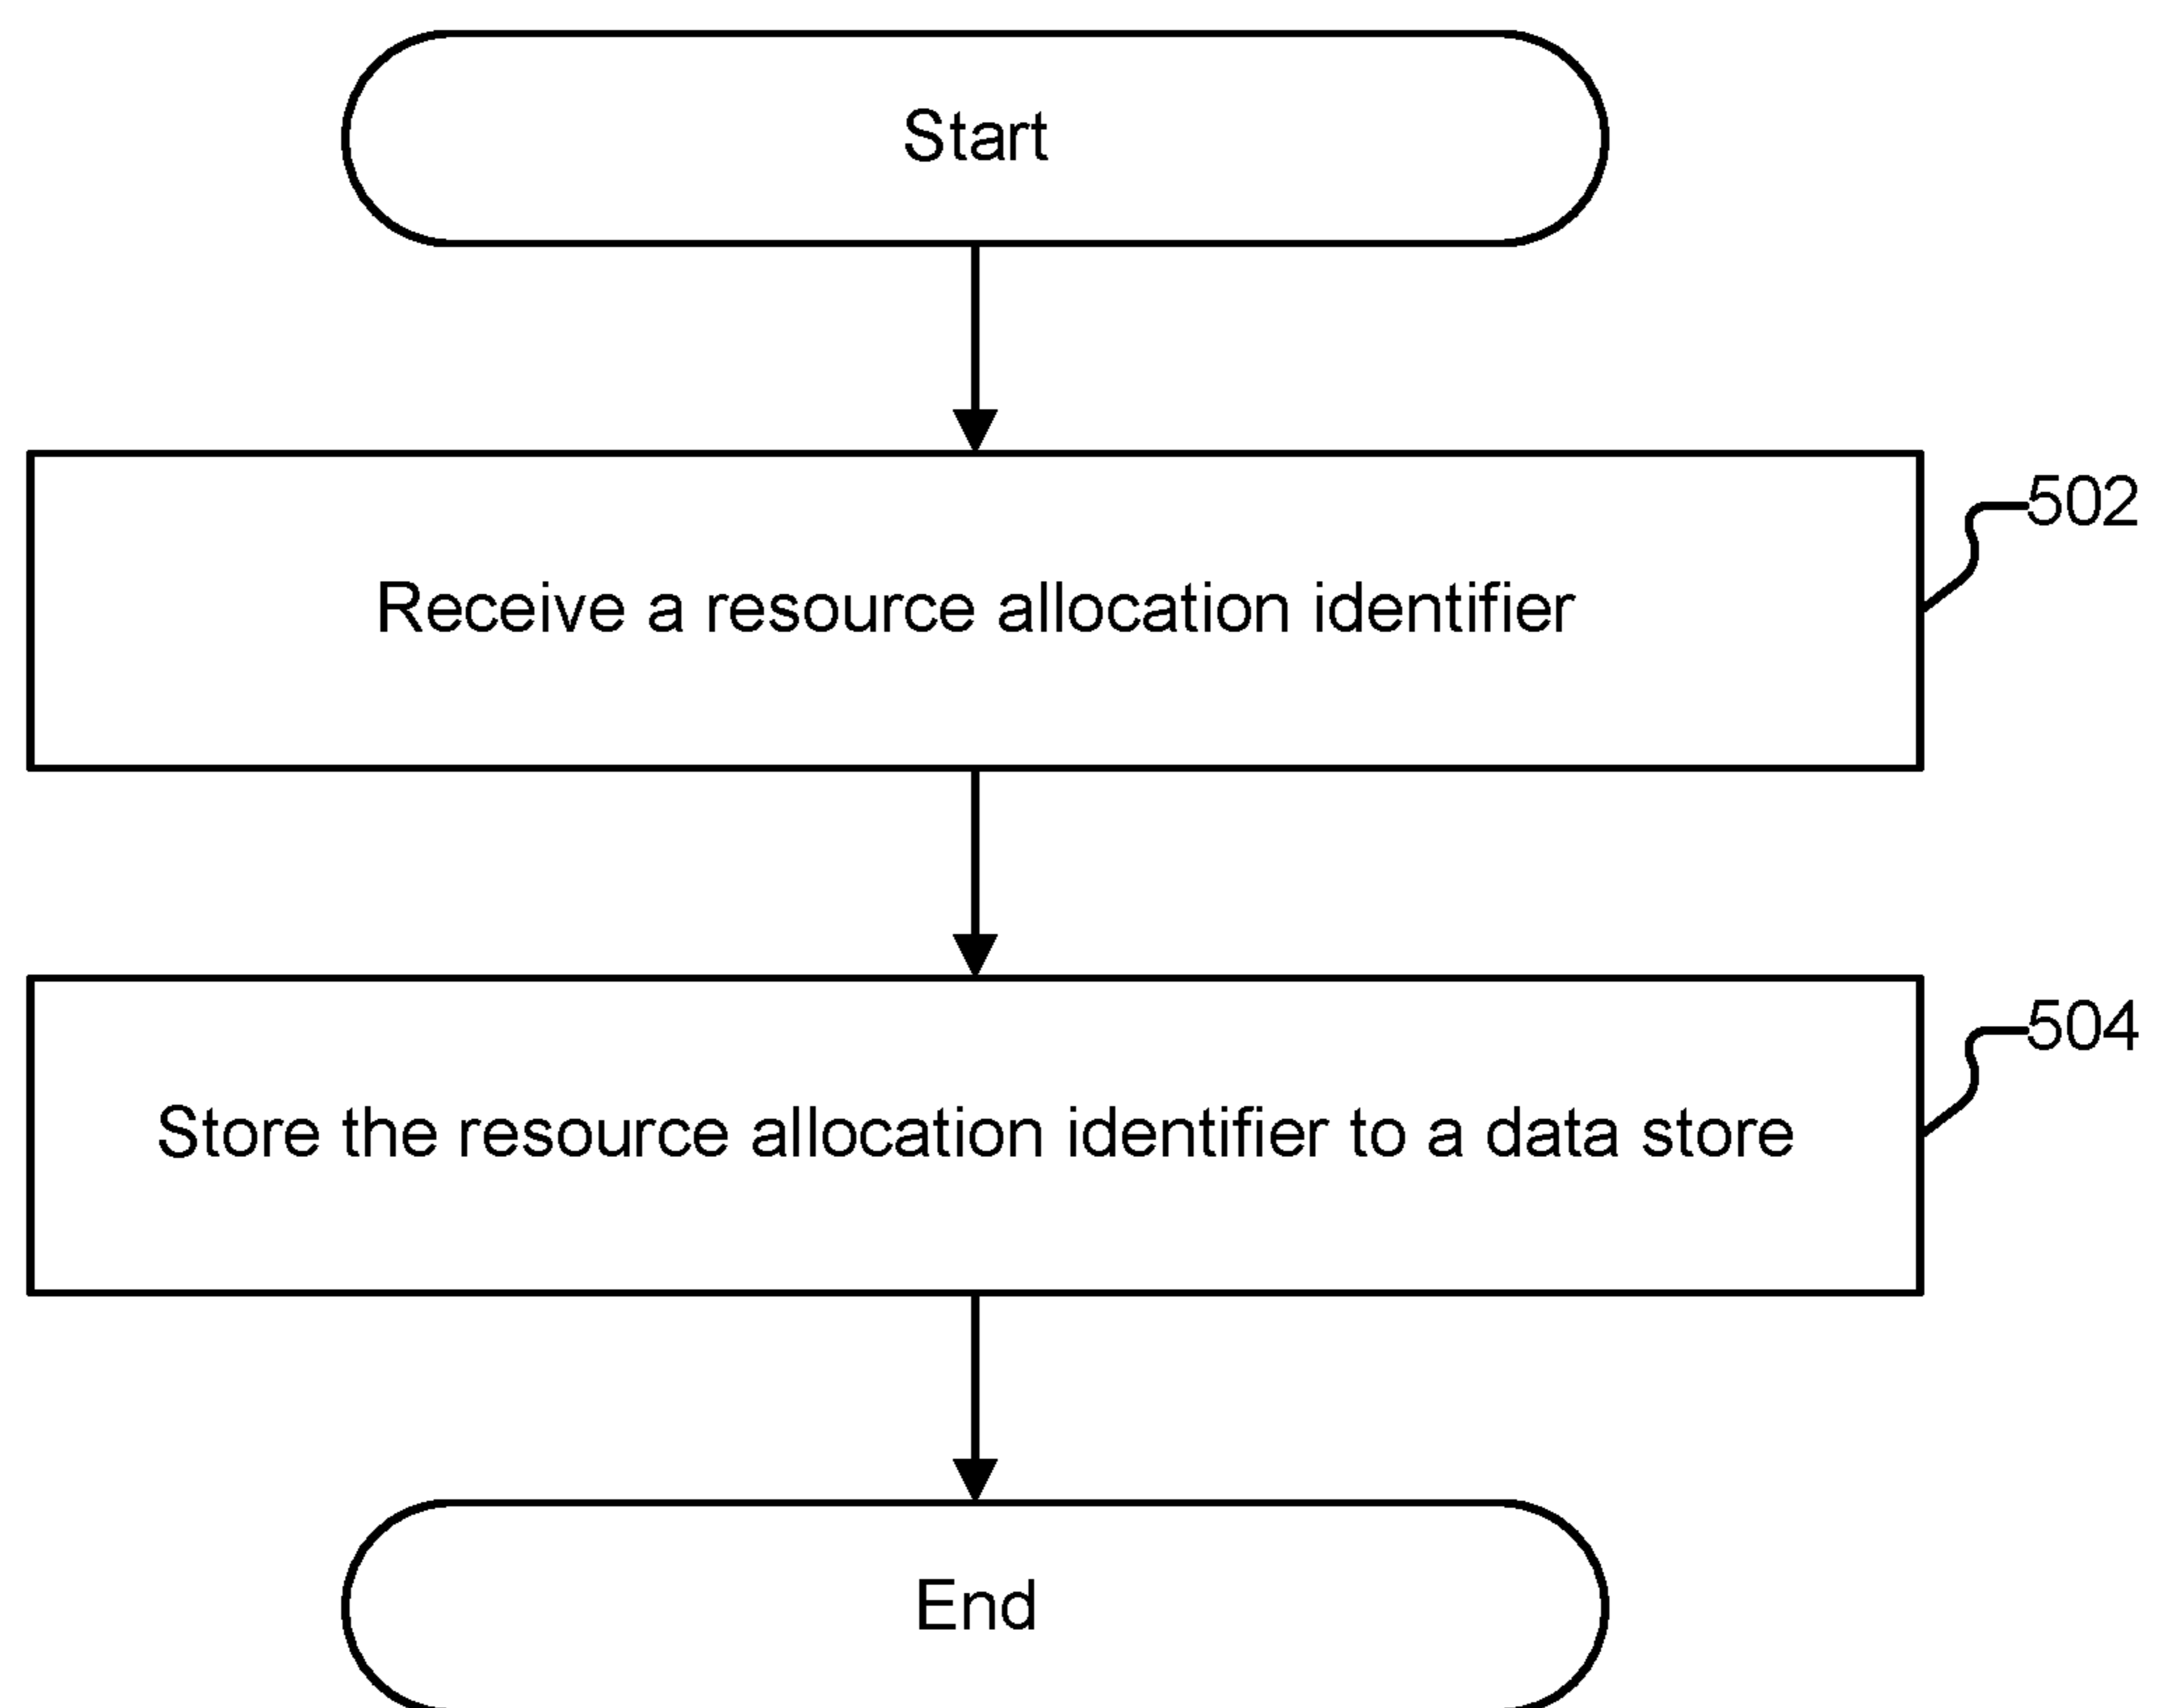 Start
502
Receive a resource allocation identifier
504
Store the resource allocation identifier to a data store
End